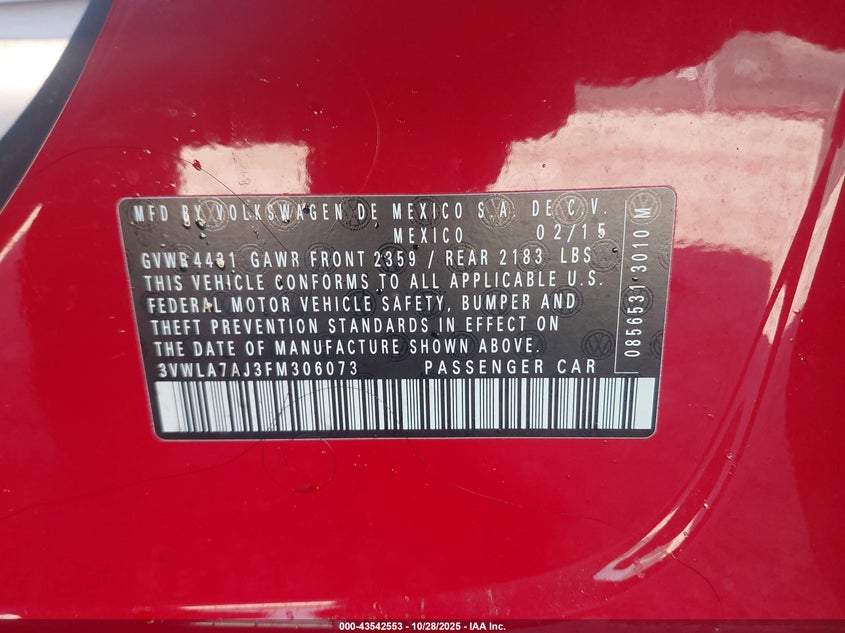 MFD BY VOLKSWAGEN DE MEXICO S.A. DE C.V.
MEXICO 02/15
GVWR 4431 GAWR FRONT 2359 / REAR 2183 LBS
THIS VEHICLE CONFORMS TO ALL APPLICABLE U.S.
FEDERAL MOTOR VEHICLE SAFETY, BUMPER AND
THEFT PREVENTION STANDARDS IN EFFECT ON
THE DATE OF MANUFACTURE SHOWN ABOVE.
3VWLA7AJ3FM306073 PASSENGER CAR
0856531 3010 M
000-43542553 - 10/28/2025 - IAA Inc.